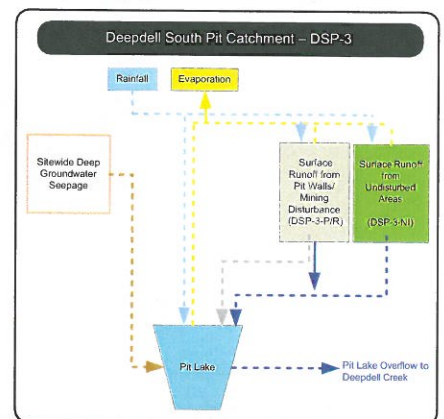 Deepdell South Pit Catchment – DSP-3
Rainfall
Evaporation
Sitewide Deep
Groundwater
Seepage
Surface
Runoff from
Pit Walls/
Mining
Disturbance
(DSP-3-P/R)
Surface Runoff
from
Undisturbed
Areas
(DSP-3-NI)
Pit Lake
Pit Lake Overflow to
Deepdell Creek